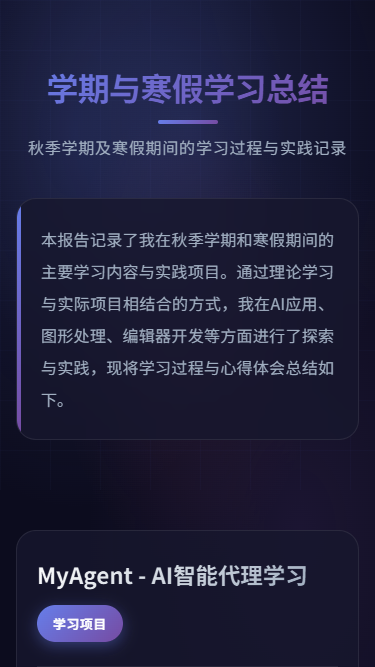 学期与寒假学习总结
秋季学期及寒假期间的学习过程与实践记录
本报告记录了我在秋季学期和寒假期间的
主要学习内容与实践项目。通过理论学习
与实际项目相结合的方式，我在AI应用、
图形处理、编辑器开发等方面进行了探索
与实践，现将学习过程与心得体会总结如
下。
MyAgent - AI智能代理学习
学习项目